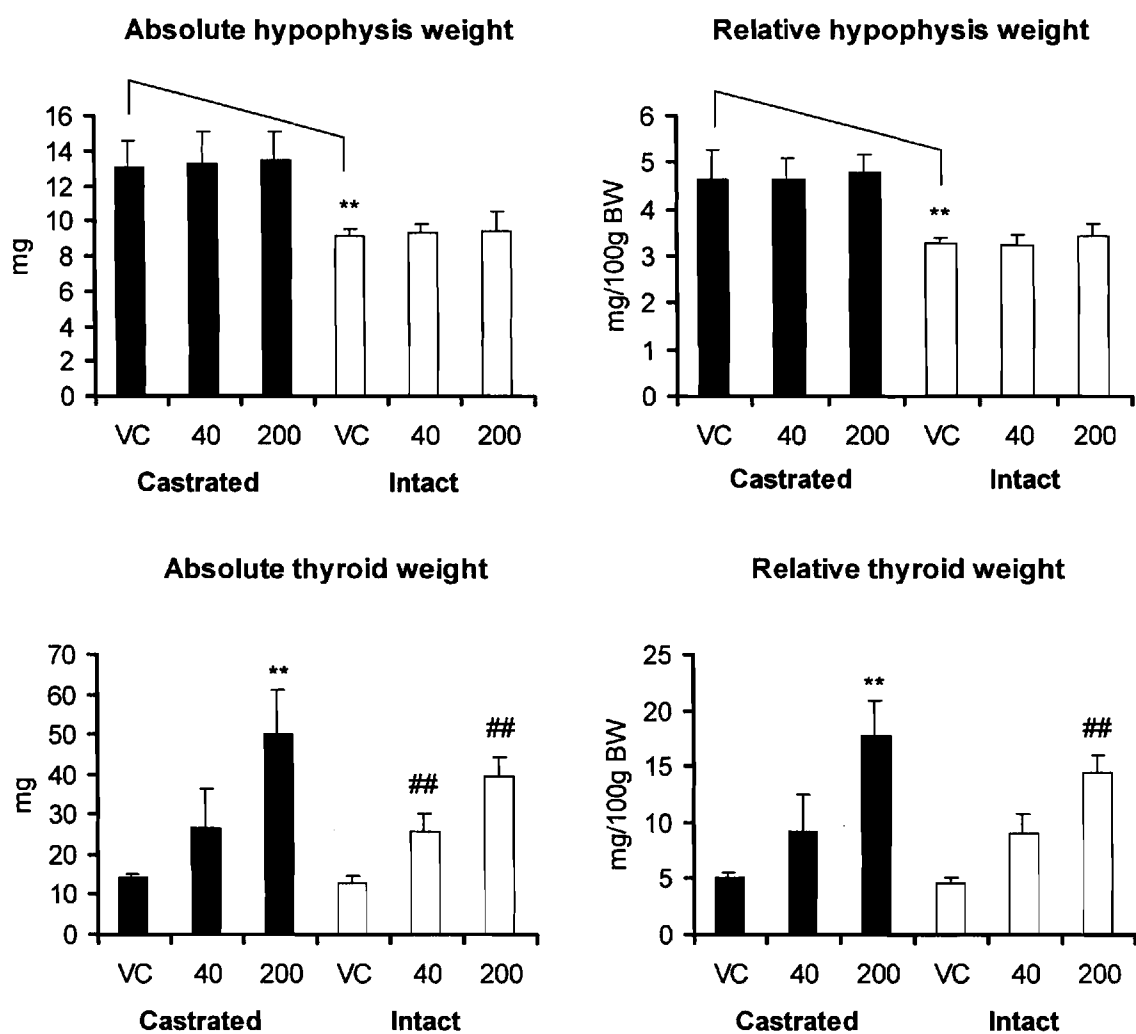 Absolute hypophysis weight
mg
16
14
12
10
8
6
4
2
0
**
VC 40 200 VC 40 200
Castrated Intact
Relative hypophysis weight
mg/100g BW
6
5
4
3
2
1
0
**
VC 40 200 VC 40 200
Castrated Intact
Absolute thyroid weight
mg
70
60
50
40
30
20
10
0
**
##
##
VC 40 200 VC 40 200
Castrated Intact
Relative thyroid weight
mg/100g BW
25
20
15
10
5
0
**
##
VC 40 200 VC 40 200
Castrated Intact